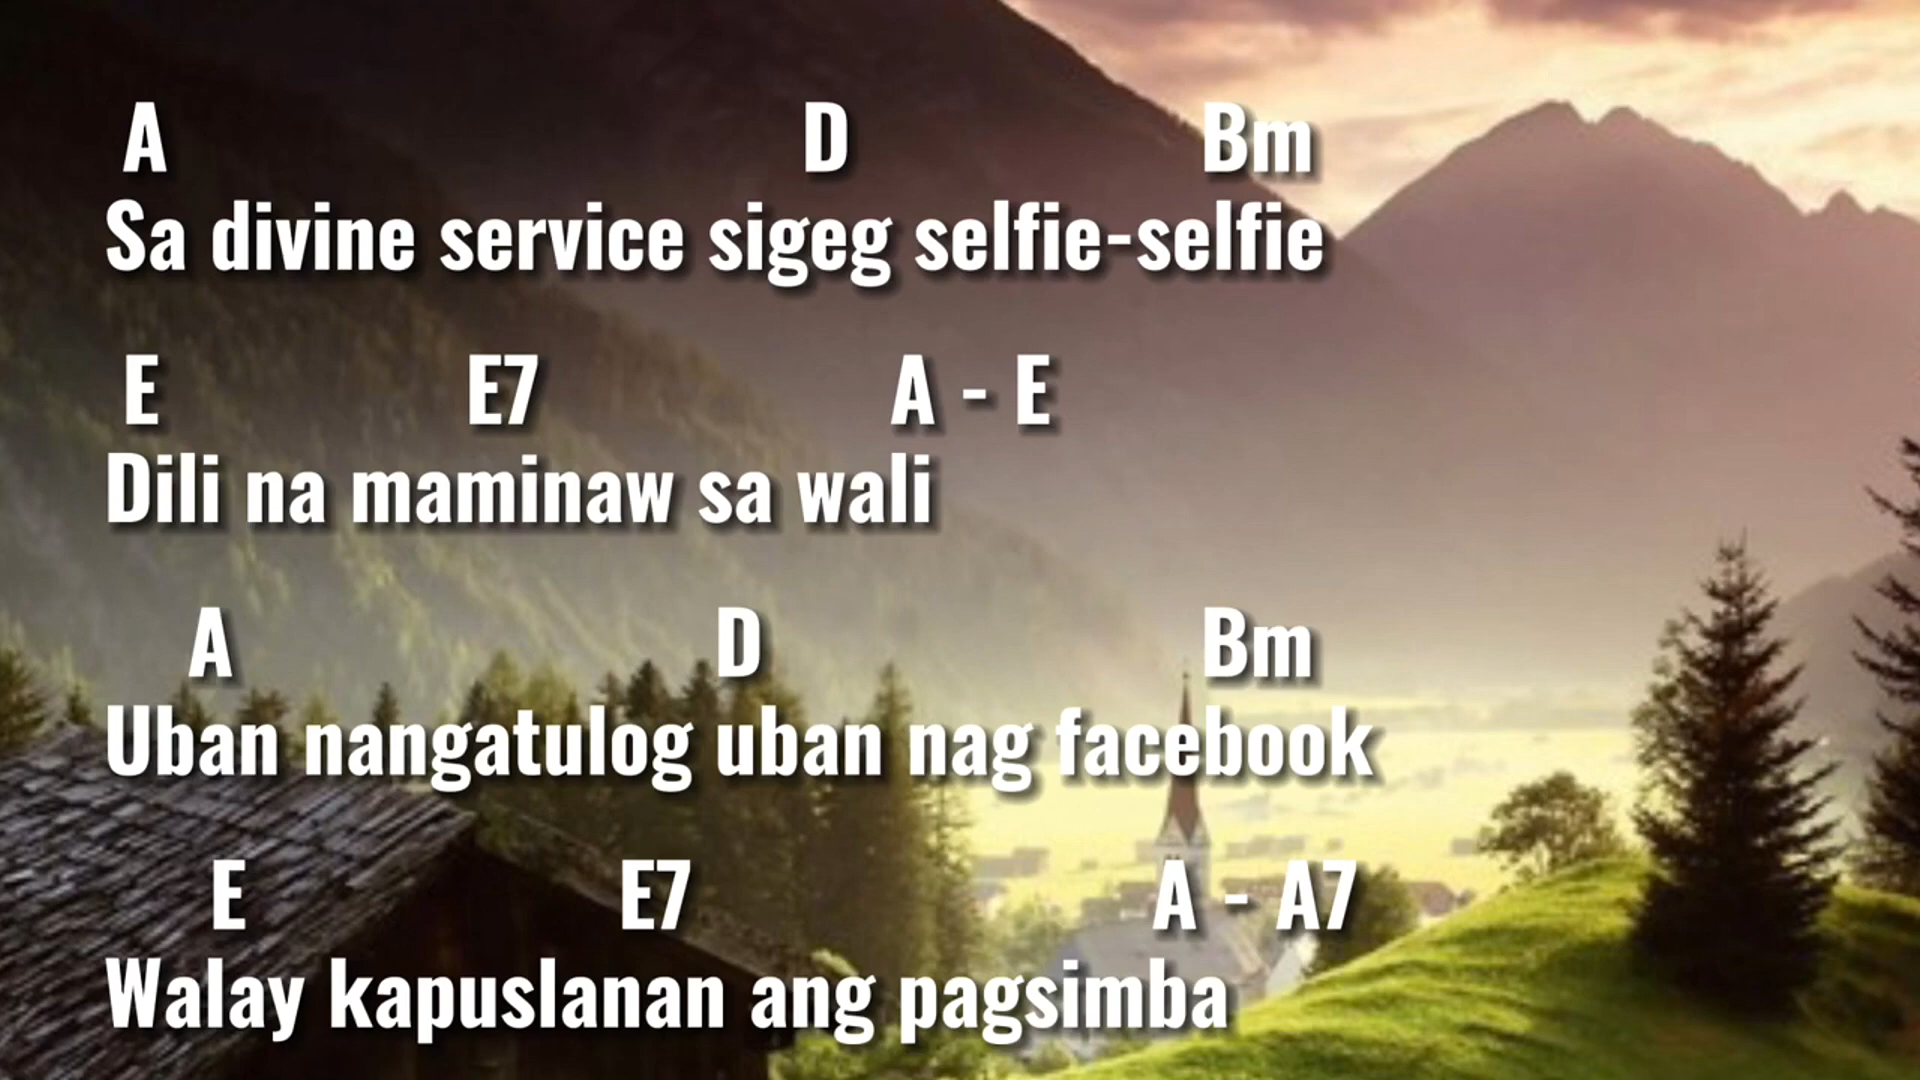 A D Bm
Sa divine service sigeg selfie-selfie
E E7 A - E
Dili na maminaw sa wali
A D Bm
Uban nangatulog uban nag facebook
E E7 A - A7
Walay kapuslanan ang pagsimba